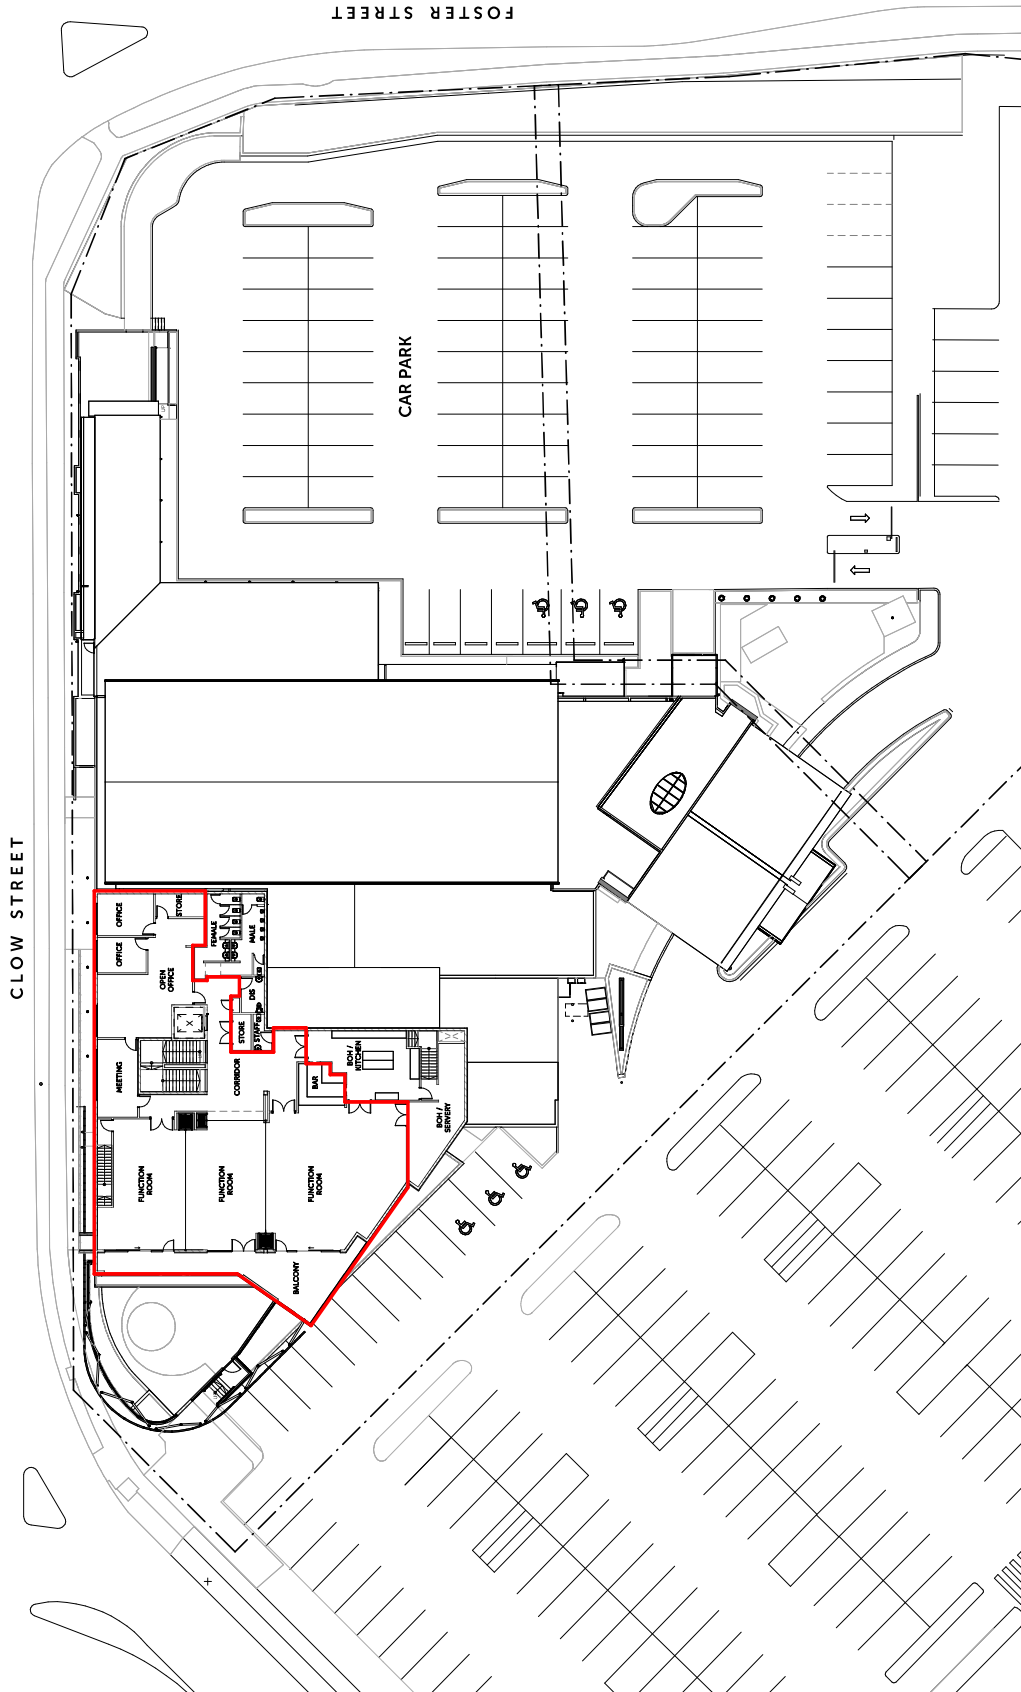 FOSTER STREET
CAR PARK
CLOW STREET
OFFICE
STORE
FEMALE
MALE
OFFICE
OPEN
OFFICE
DIS
STORE
STAFF
MEETING
CORRIDOR
BAR
BOH /
KITCHEN
BOH /
SERVERY
FUNCTION
ROOM
FUNCTION
ROOM
FUNCTION
ROOM
BALCONY